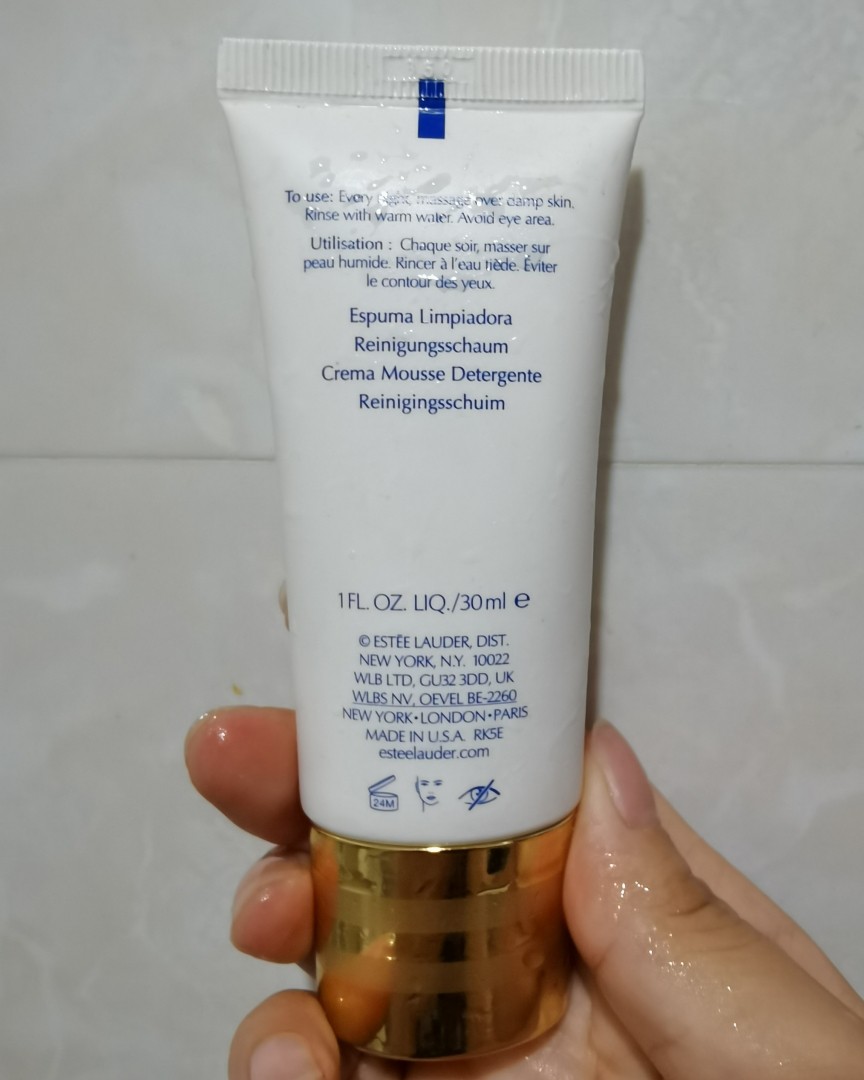 To use: Every night, massage over damp skin.
Rinse with warm water. Avoid eye area.
Utilisation : Chaque soir, masser sur
peau humide. Rincer à l'eau tiède. Éviter
le contour des yeux.
Espuma Limpiadora
Reinigungsschaum
Crema Mousse Detergente
Reinigingsschuim
1 FL. OZ. LIQ./30 ml e
© ESTĒE LAUDER, DIST.
NEW YORK, N.Y. 10022
WLB LTD, GU32 3DD, UK
WLBS NV, OEVEL BE-2260
NEW YORK•LONDON•PARIS
MADE IN U.S.A. RK5E
esteelauder.com
24M